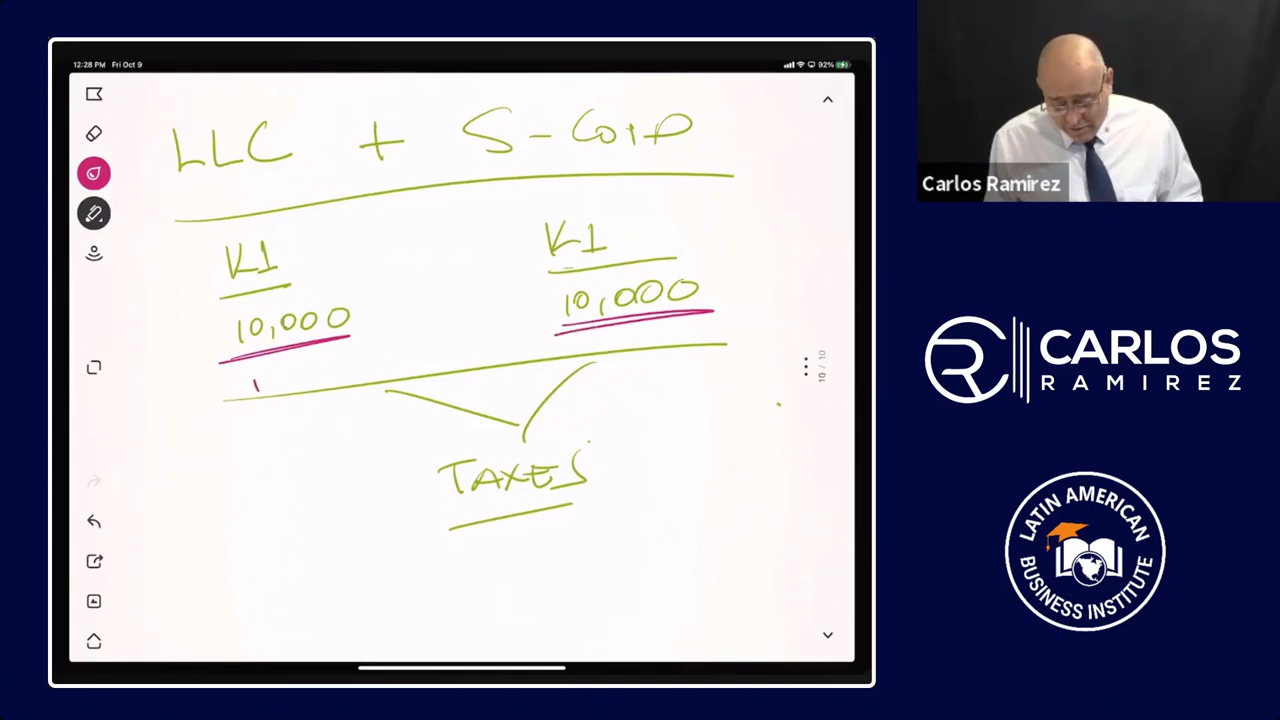 12:28 PM Fri Oct 9
92%
LLC + S-Corp
K1 K1
10,000 10,000
TAXES
10 / 10
Carlos Ramirez
CARLOS
RAMIREZ
LATIN AMERICAN
BUSINESS INSTITUTE